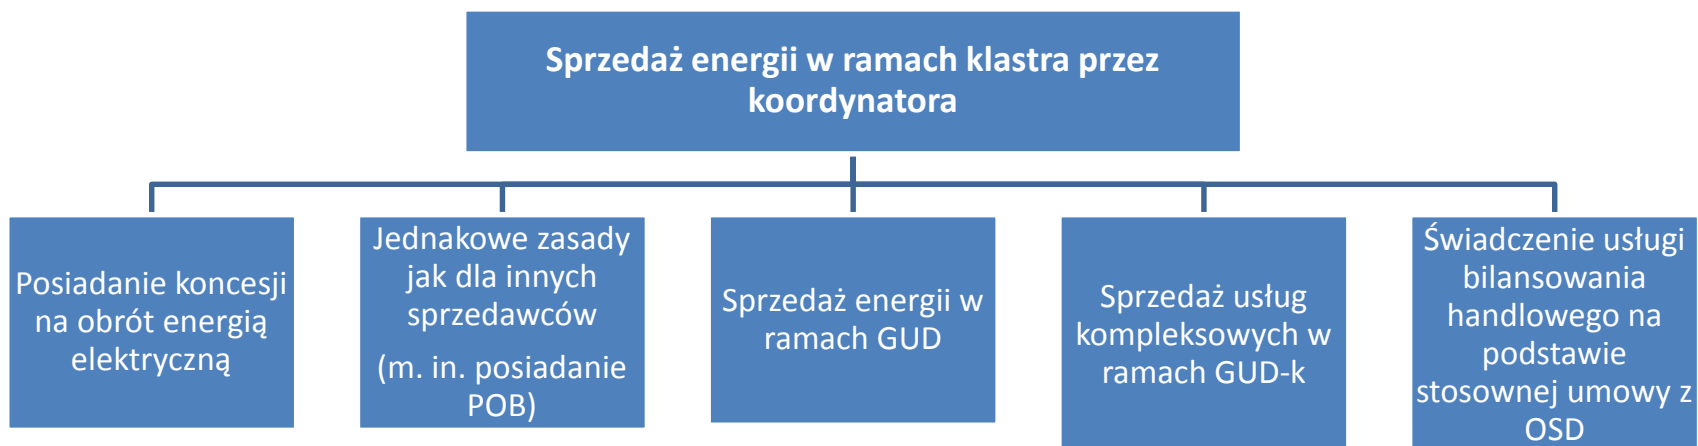 Sprzedaż energii w ramach klastra przez
koordynatora
Posiadanie koncesji
na obrót energią
elektryczną
Jednakowe zasady
jak dla innych
sprzedawców
(m. in. posiadanie
POB)
Sprzedaż energii w
ramach GUD
Sprzedaż usług
kompleksowych w
ramach GUD-k
Świadczenie usługi
bilansowania
handlowego na
podstawie
stosownej umowy z
OSD